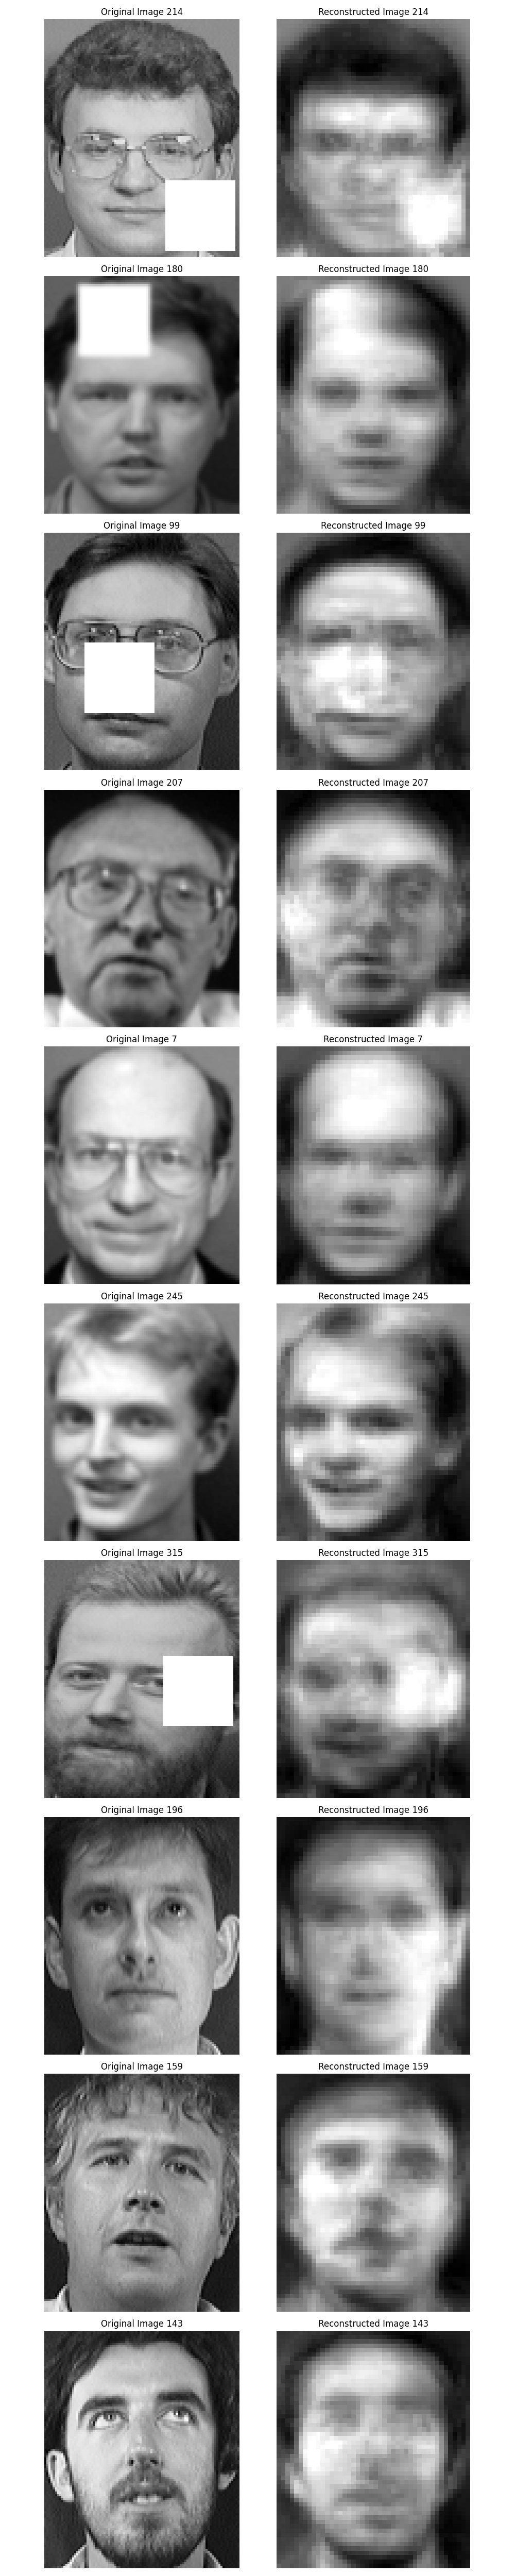 Original Image 214
Reconstructed Image 214
Original Image 180
Reconstructed Image 180
Original Image 99
Reconstructed Image 99
Original Image 207
Reconstructed Image 207
Original Image 7
Reconstructed Image 7
Original Image 245
Reconstructed Image 245
Original Image 315
Reconstructed Image 315
Original Image 196
Reconstructed Image 196
Original Image 159
Reconstructed Image 159
Original Image 143
Reconstructed Image 143